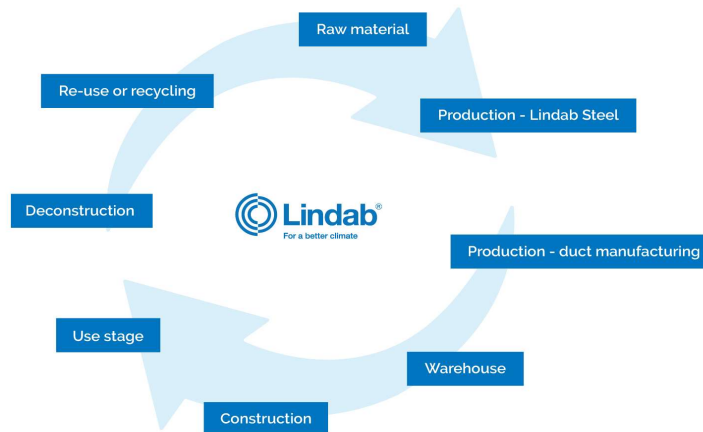 Raw material
Re-use or recycling
Production - Lindab Steel
Deconstruction
Lindab®
For a better climate
Production - duct manufacturing
Use stage
Warehouse
Construction